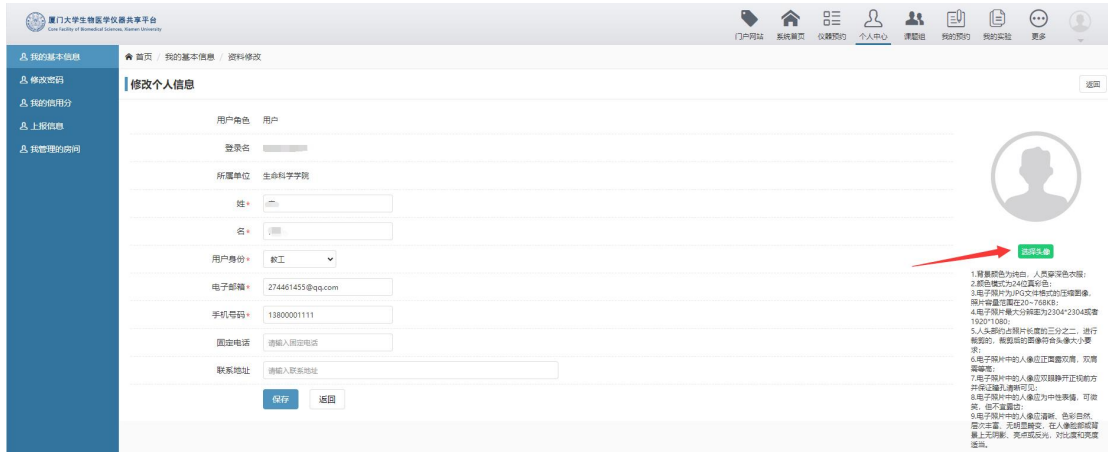 厦门大学生物医学仪器共享平台
Core Facility of Biomedical Sciences, Xiamen University
门户网站 系统首页 仪器预约 个人中心 课题组 我的预约 我的实验 更多
我的基本信息
修改密码
我的信用分
上报信息
我管理的房间
首页 / 我的基本信息 / 资料修改
修改个人信息
返回
用户角色 用户
登录名
所属单位 生命科学学院
姓*
名*
用户身份* 教工
电子邮箱* 274461455@qq.com
手机号码* 13800001111
固定电话 请输入固定电话
联系地址 请输入联系地址
保存 返回
选择头像
1.背景颜色为纯白,人员穿深色衣服;
2.颜色模式为24位真彩色;
3.电子照片为JPG文件格式的压缩图像,
照片容量范围在20~768KB;
4.电子照片最大分辨率为2304*2304或者
1920*1080;
5.人头部约占照片长度的三分之二,进行
裁剪的,裁剪后的图像符合头像大小要
求;
6.电子照片中的人像应正面露双肩,双肩
需等高;
7.电子照片中的人像应双眼睁开正视前方
并保证瞳孔清晰可见;
8.电子照片中的人像应为中性表情,可微
笑,但不宜露齿;
9.电子照片中的人像应清晰、色彩自然、
层次丰富、无明显畸变,在人像脸部或背
景上无阴影、亮点或反光,对比度和亮度
适当。